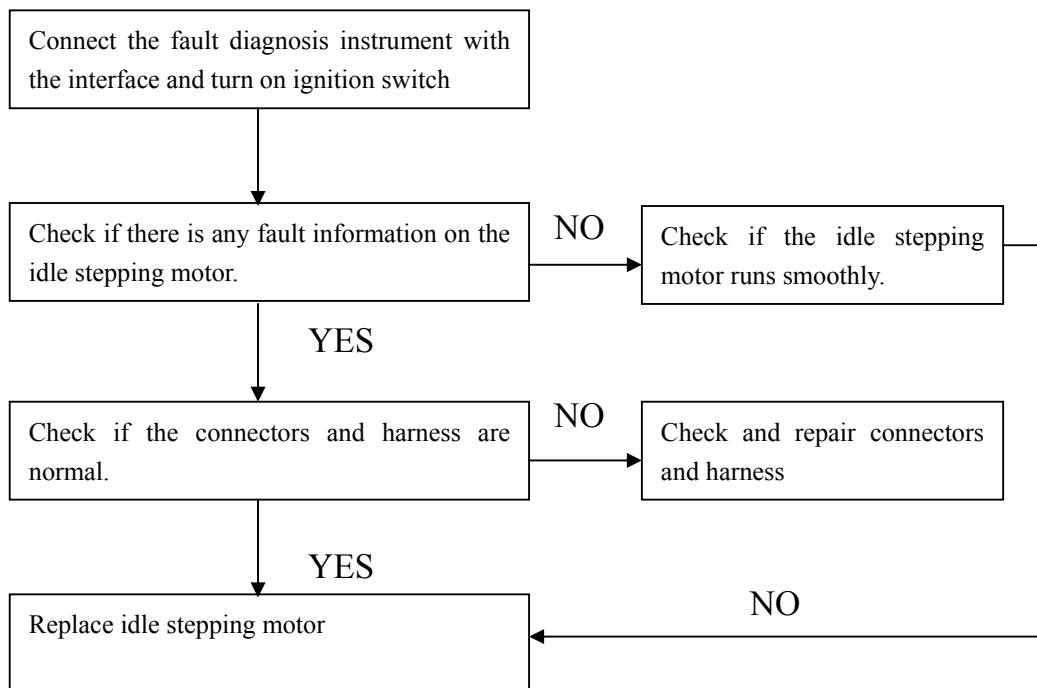 Connect the fault diagnosis instrument with
the interface and turn on ignition switch
Check if there is any fault information on the
idle stepping motor.
NO
Check if the idle stepping
motor runs smoothly.
YES
Check if the connectors and harness are
normal.
NO
Check and repair connectors
and harness
YES
Replace idle stepping motor
NO